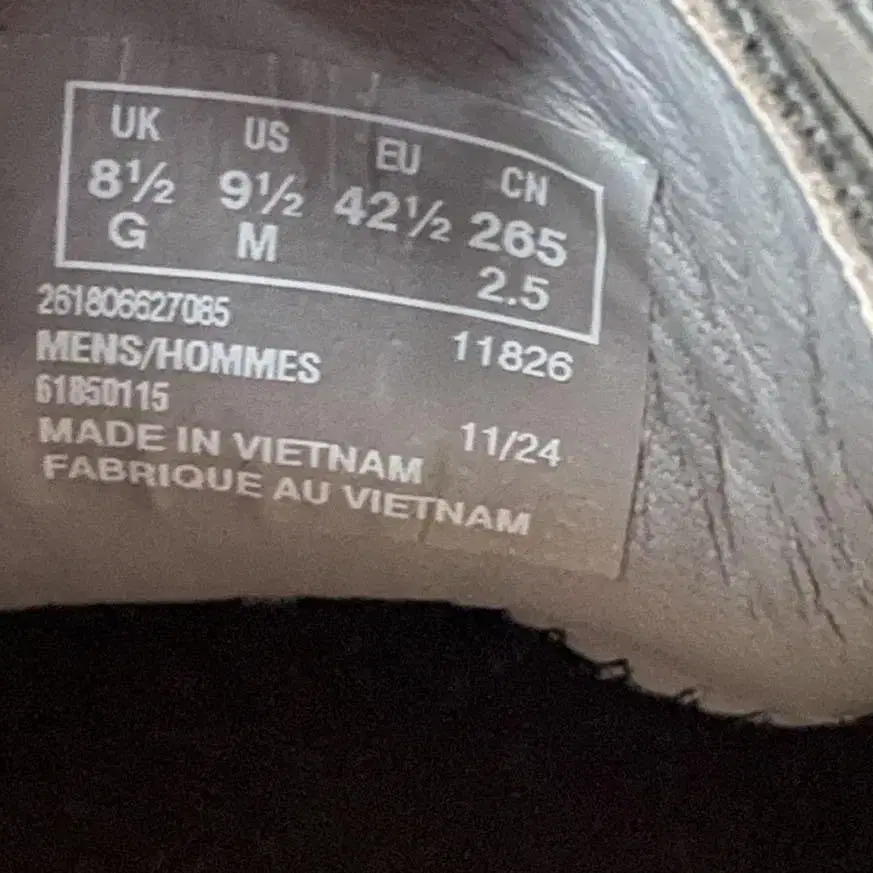 UK US EU CN
8½ 9½ 42½ 265
G M 2.5
261806627085
MENS/HOMMES 11826
61850115
MADE IN VIETNAM 11/24
FABRIQUE AU VIETNAM